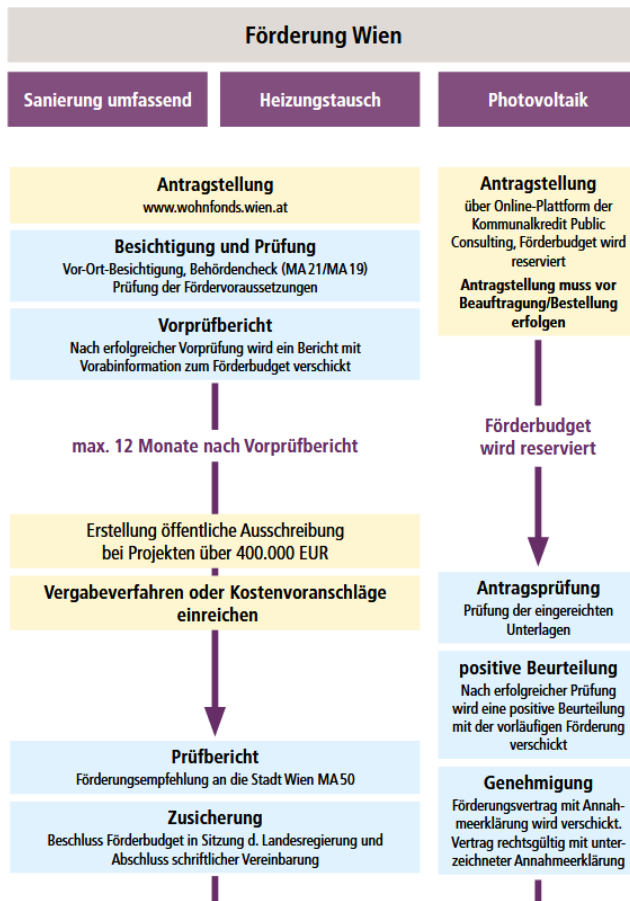 Förderung Wien
Sanierung umfassend
Heizungstausch
Photovoltaik
Antragstellung
www.wohnfonds.wien.at
Besichtigung und Prüfung
Vor-Ort-Besichtigung, Behördencheck (MA 21/MA 19)
Prüfung der Fördervoraussetzungen
Vorprüfbericht
Nach erfolgreicher Vorprüfung wird ein Bericht mit
Vorabinformation zum Förderbudget verschickt
max. 12 Monate nach Vorprüfbericht
Erstellung öffentliche Ausschreibung
bei Projekten über 400.000 EUR
Vergabeverfahren oder Kostenvoranschläge
einreichen
Prüfbericht
Förderungsempfehlung an die Stadt Wien MA 50
Zusicherung
Beschluss Förderbudget in Sitzung d. Landesregierung und
Abschluss schriftlicher Vereinbarung
Antragstellung
über Online-Plattform der
Kommunalkredit Public
Consulting, Förderbudget wird
reserviert
Antragstellung muss vor
Beauftragung/Bestellung
erfolgen
Förderbudget
wird reserviert
Antragsprüfung
Prüfung der eingereichten
Unterlagen
positive Beurteilung
Nach erfolgreicher Prüfung
wird eine positive Beurteilung
mit der vorläufigen Förderung
verschickt
Genehmigung
Förderungsvertrag mit Annah-
meerklärung wird verschickt.
Vertrag rechtsgültig mit unter-
zeichneter Annahmeerklärung